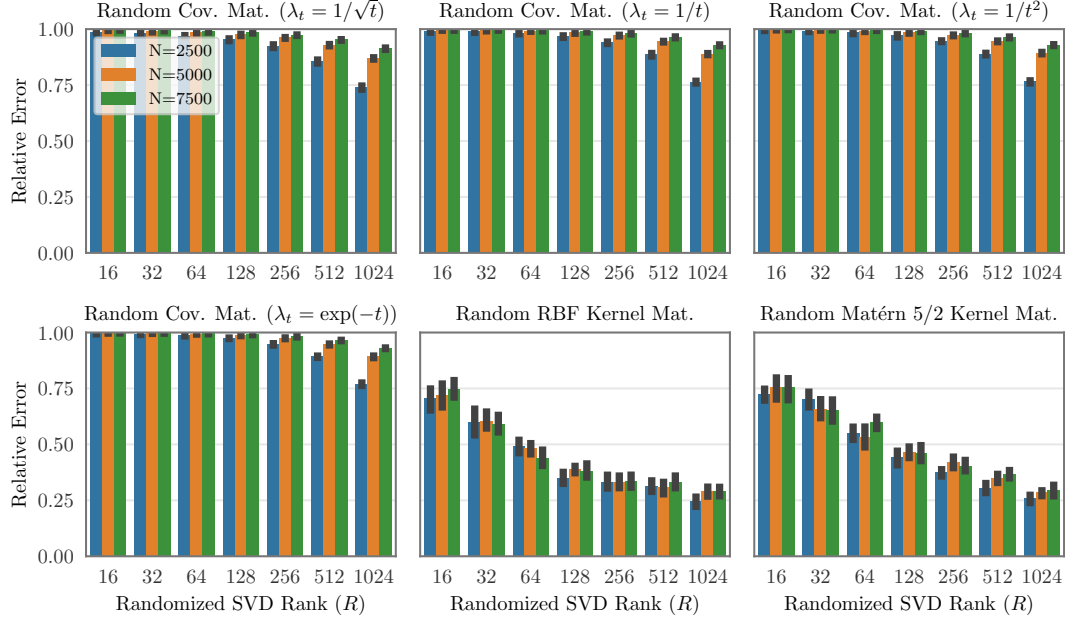 Random Cov. Mat. (λ_t = 1/√t)
Random Cov. Mat. (λ_t = 1/t)
Random Cov. Mat. (λ_t = 1/t²)
Relative Error
1.00
0.75
0.50
0.25
0.00
N=2500
N=5000
N=7500
16 32 64 128 256 512 1024
16 32 64 128 256 512 1024
16 32 64 128 256 512 1024
Random Cov. Mat. (λ_t = exp(−t))
Random RBF Kernel Mat.
Random Matérn 5/2 Kernel Mat.
Relative Error
1.00
0.75
0.50
0.25
0.00
16 32 64 128 256 512 1024
16 32 64 128 256 512 1024
16 32 64 128 256 512 1024
Randomized SVD Rank (R)
Randomized SVD Rank (R)
Randomized SVD Rank (R)